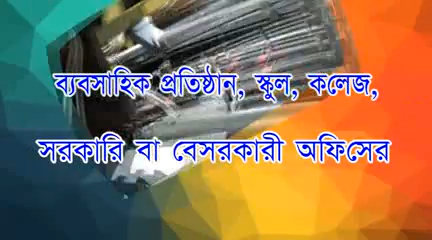 ব্যবসাহিক প্রতিষ্ঠান, স্কুল, কলেজ,
সরকারি বা বেসরকারী অফিসের